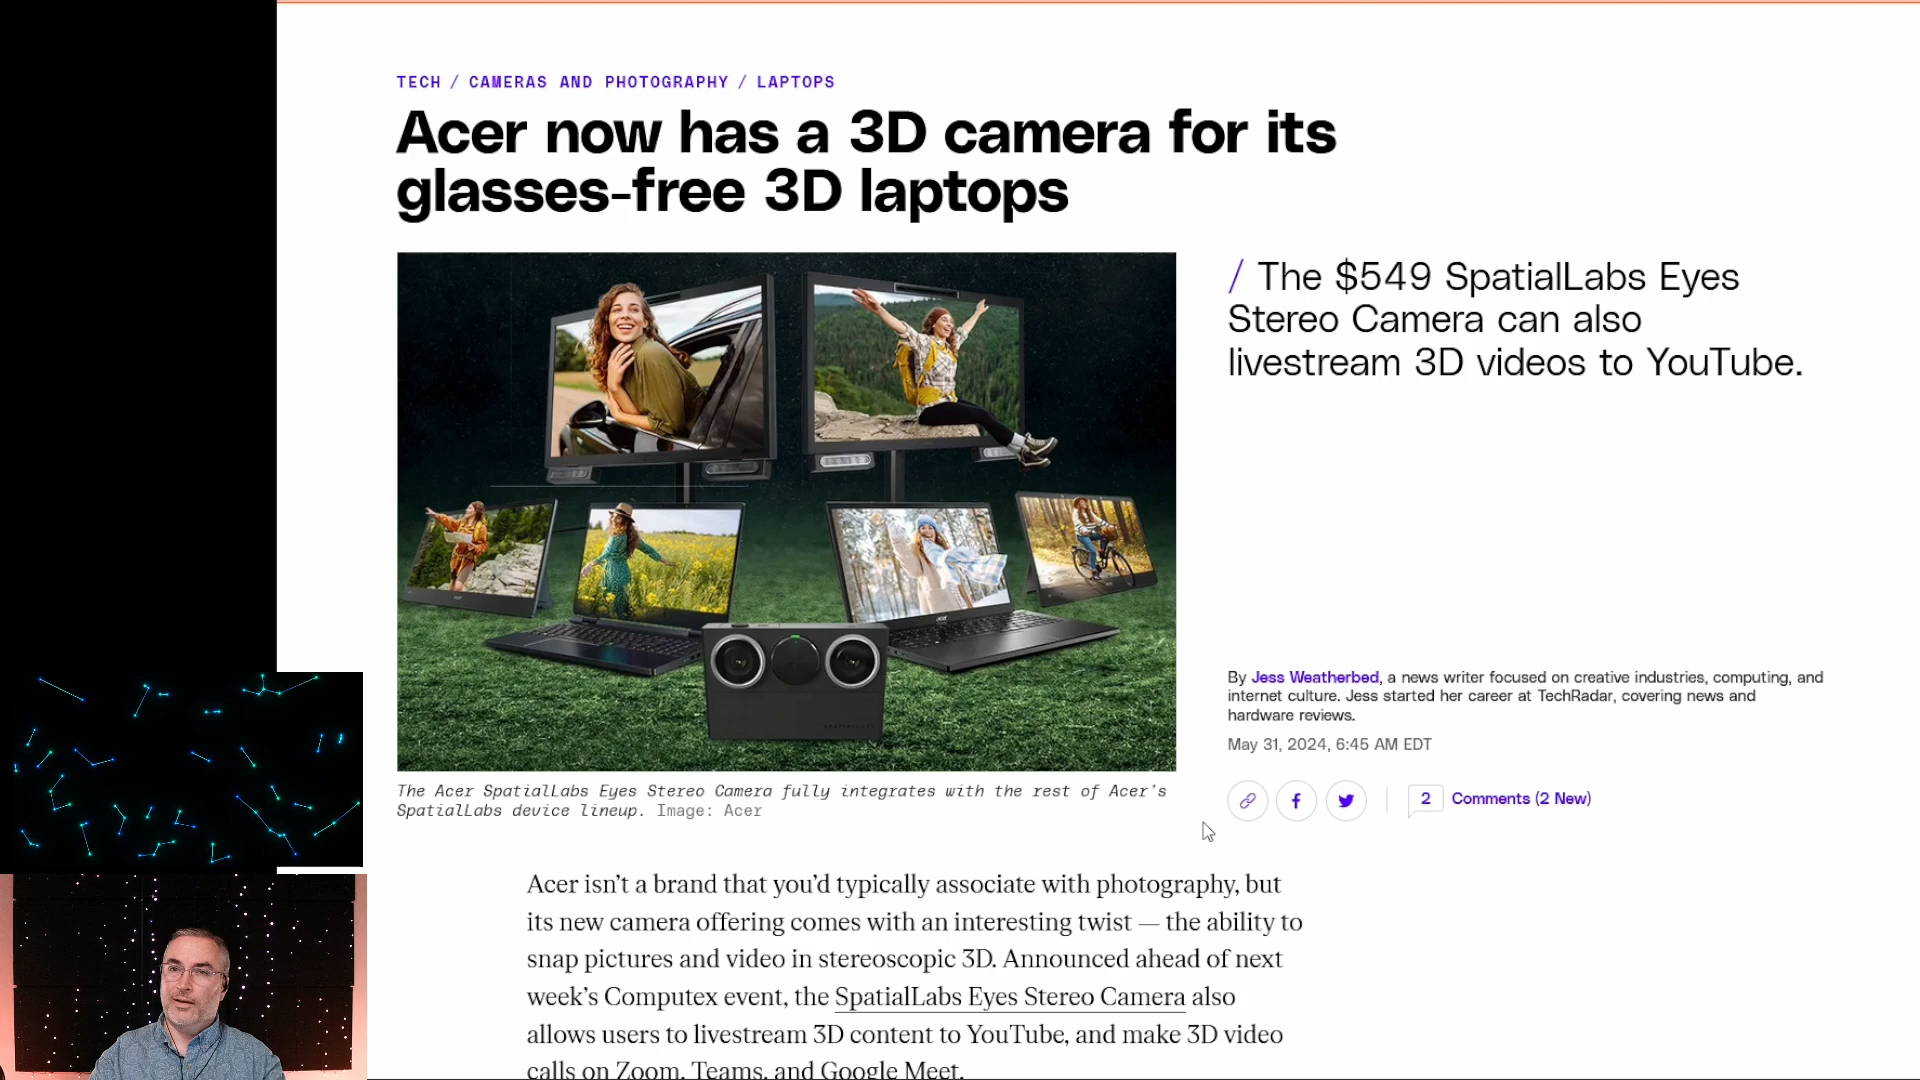 TECH / CAMERAS AND PHOTOGRAPHY / LAPTOPS
Acer now has a 3D camera for its
glasses-free 3D laptops
/ The $549 SpatialLabs Eyes
Stereo Camera can also
livestream 3D videos to YouTube.
By Jess Weatherbed, a news writer focused on creative industries, computing, and
internet culture. Jess started her career at TechRadar, covering news and
hardware reviews.
May 31, 2024, 6:45 AM EDT
2 Comments (2 New)
The Acer SpatialLabs Eyes Stereo Camera fully integrates with the rest of Acer's
SpatialLabs device lineup. Image: Acer
Acer isn’t a brand that you’d typically associate with photography, but
its new camera offering comes with an interesting twist — the ability to
snap pictures and video in stereoscopic 3D. Announced ahead of next
week’s Computex event, the SpatialLabs Eyes Stereo Camera also
allows users to livestream 3D content to YouTube, and make 3D video
calls on Zoom, Teams, and Google Meet.